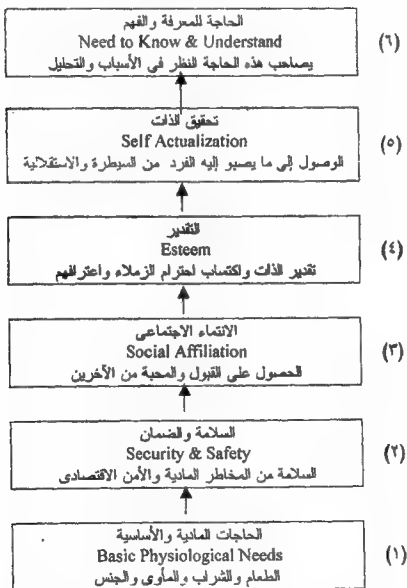 الحاجة للمعرفة والفهم
Need to Know & Understand
يصاحب هذه الحاجة النظر في الأسباب والتحليل
(٦)
تحقيق الذات
Self Actualization
الوصول إلى ما يصبو إليه الفرد من السيطرة والاستقلالية
(٥)
التقدير
Esteem
تقدير الذات واكتساب احترام الزملاء واعترافهم
(٤)
الانتماء الاجتماعى
Social Affiliation
الحصول على القبول والمحبة من الآخرين
(٣)
السلامة والضمان
Security & Safety
السلامة من المخاطر المادية والأمن الاقتصادى
(٢)
الحاجات المادية والأساسية
Basic Physiological Needs
الطعام والشراب والمأوى والجنس
(١)